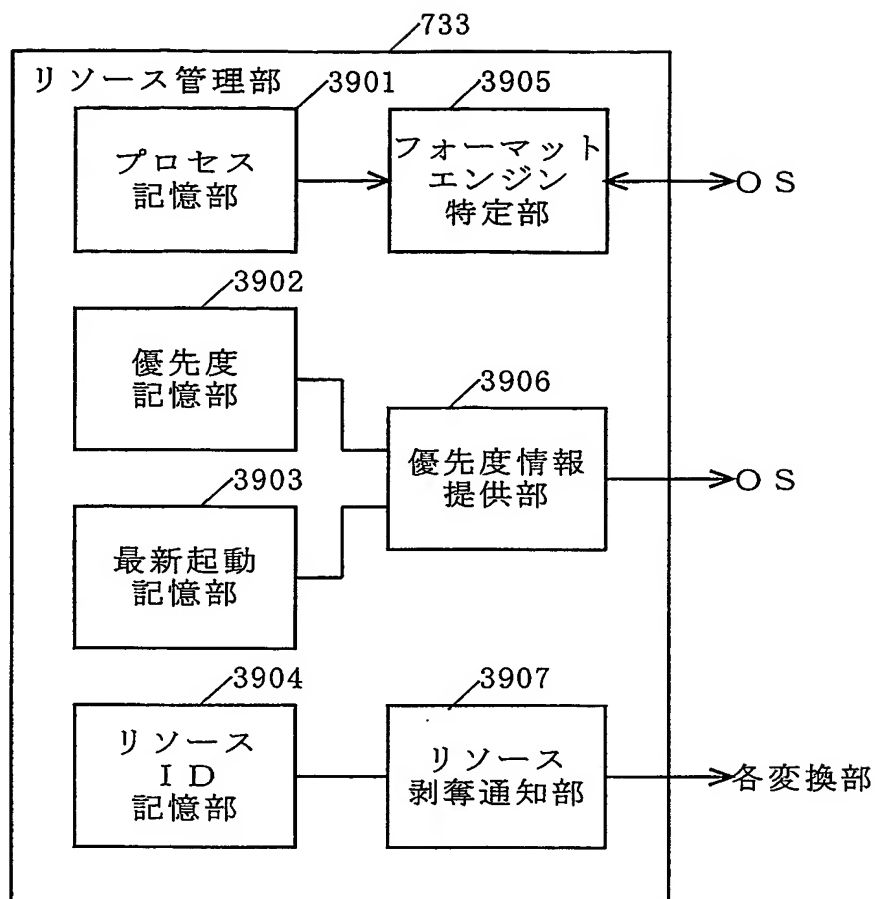 733
リソース管理部
3901
プロセス
記憶部
3905
フォーマット
エンジン
特定部
OS
3902
優先度
記憶部
3906
優先度情報
提供部
OS
3903
最新起動
記憶部
3904
リソース
ID
記憶部
3907
リソース
剥奪通知部
各変換部